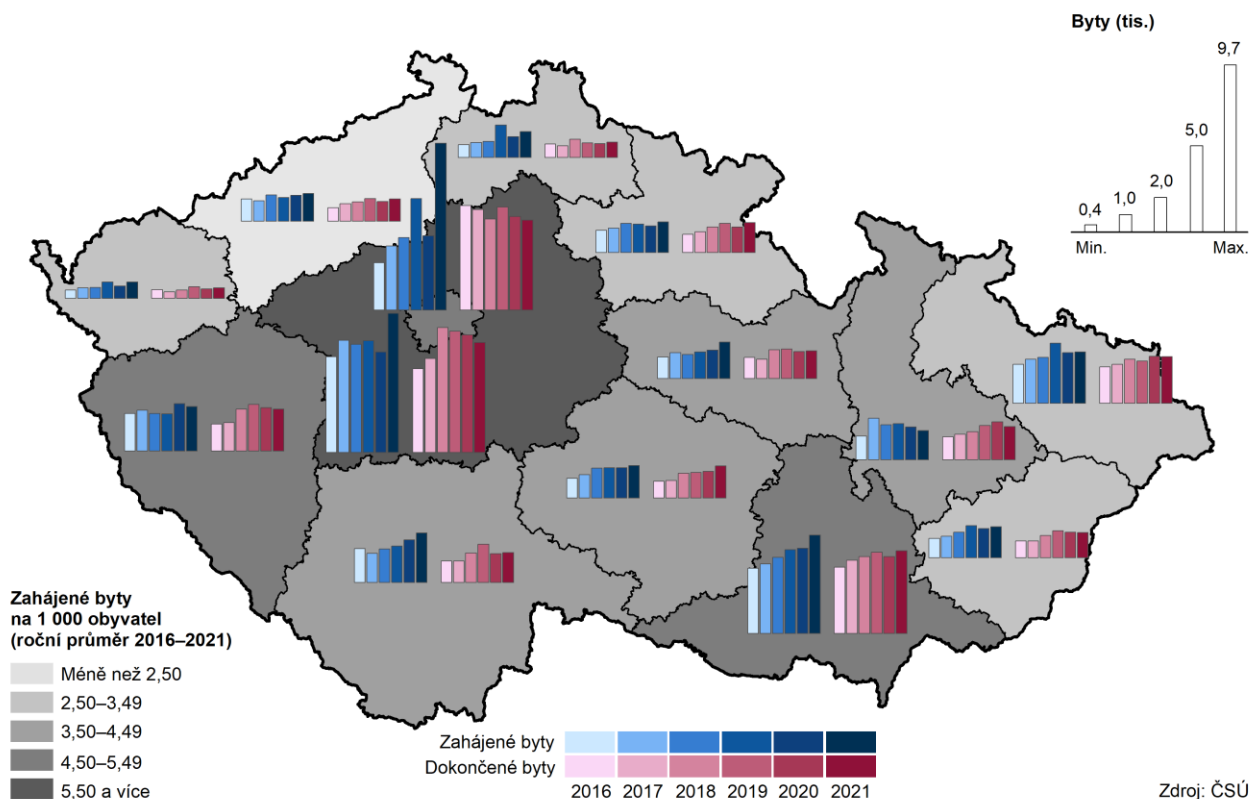 Byty (tis.)
9,7
5,0
2,0
1,0
0,4
Min.
Max.
Zahájené byty
na 1 000 obyvatel
(roční průměr 2016–2021)
Méně než 2,50
2,50–3,49
3,50–4,49
4,50–5,49
5,50 a více
Zahájené byty
Dokončené byty
2016 2017 2018 2019 2020 2021
Zdroj: ČSÚ